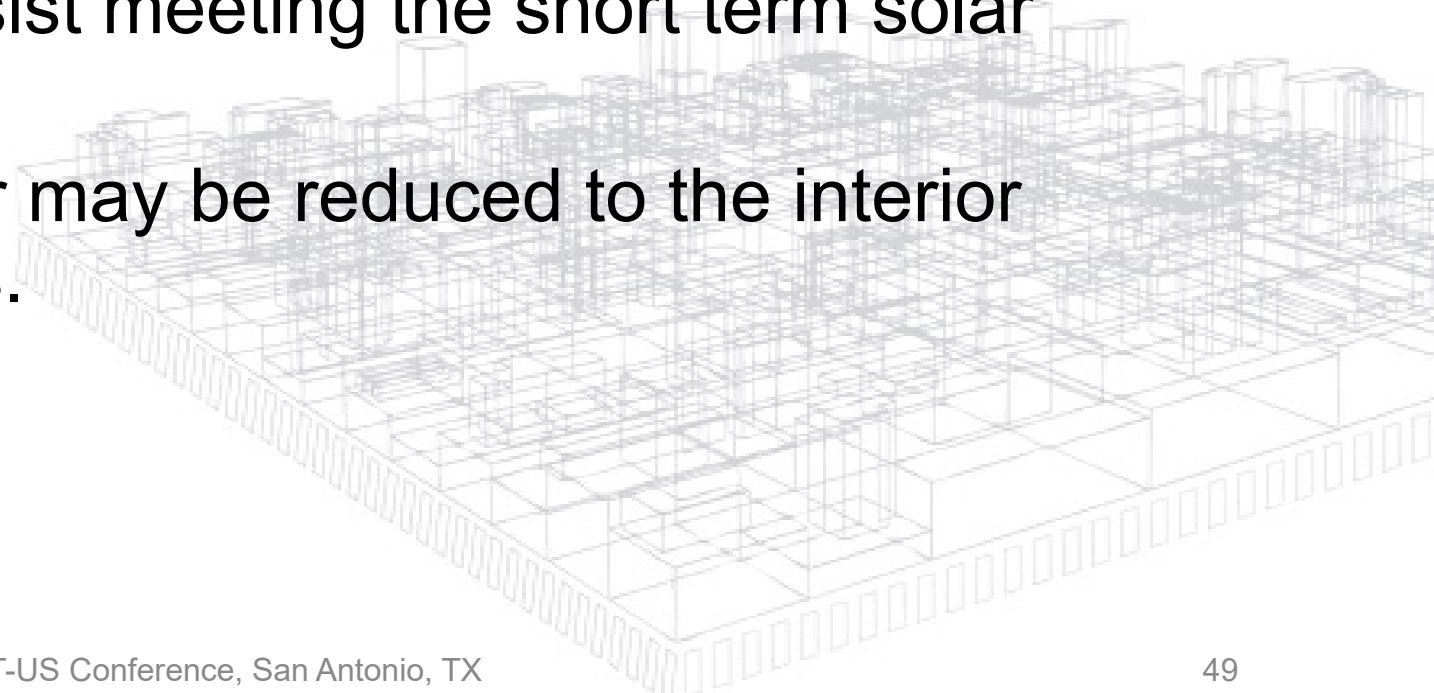 sist meeting the short term solar
may be reduced to the interior
T-US Conference, San Antonio, TX
49